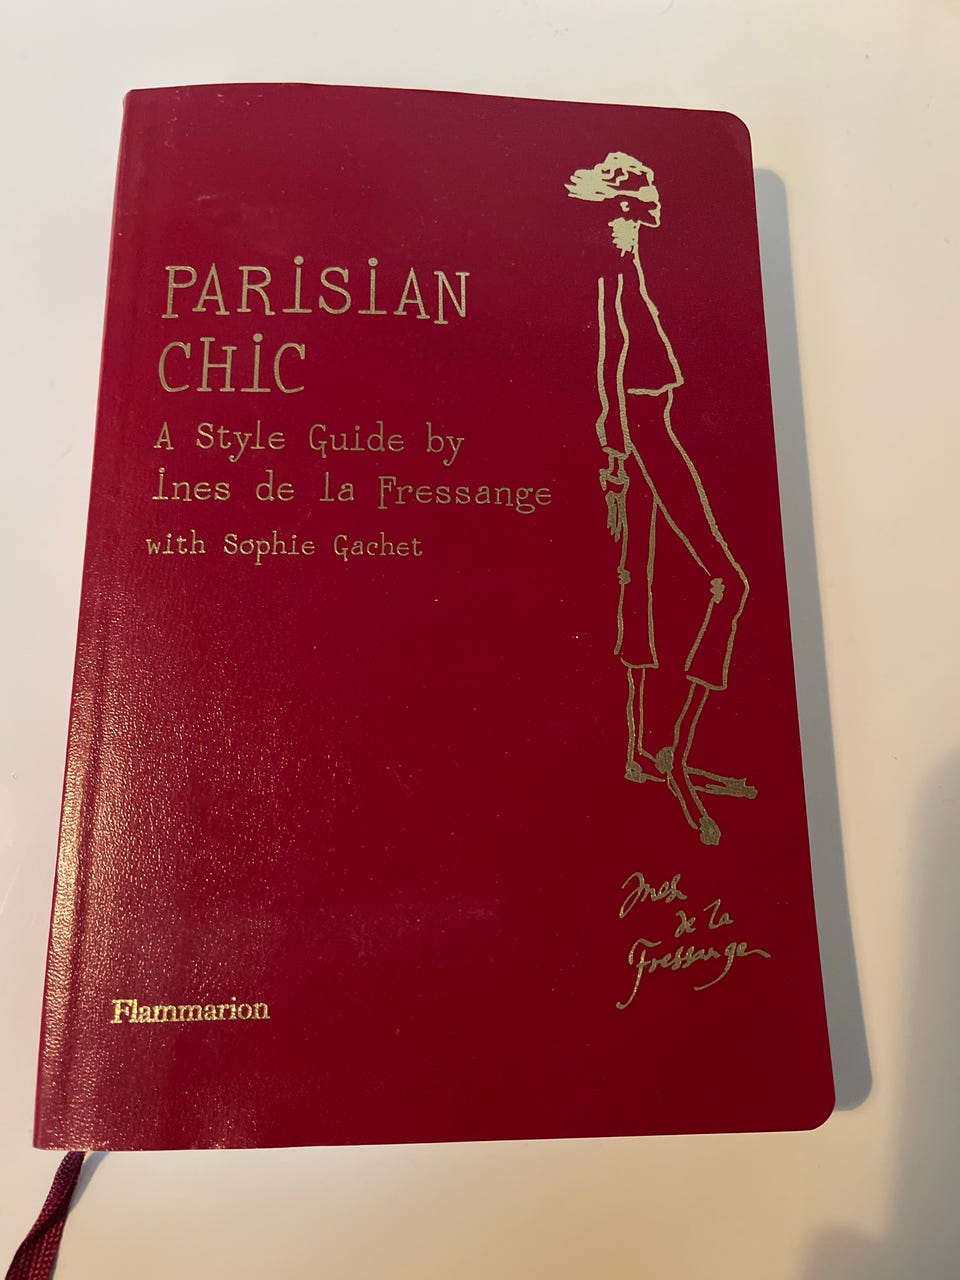 PARiSiAN
CHiC
A Style Guide by
ines de la Fressange
with Sophie Gachet
Ines
de la
Fressange
Flammarion